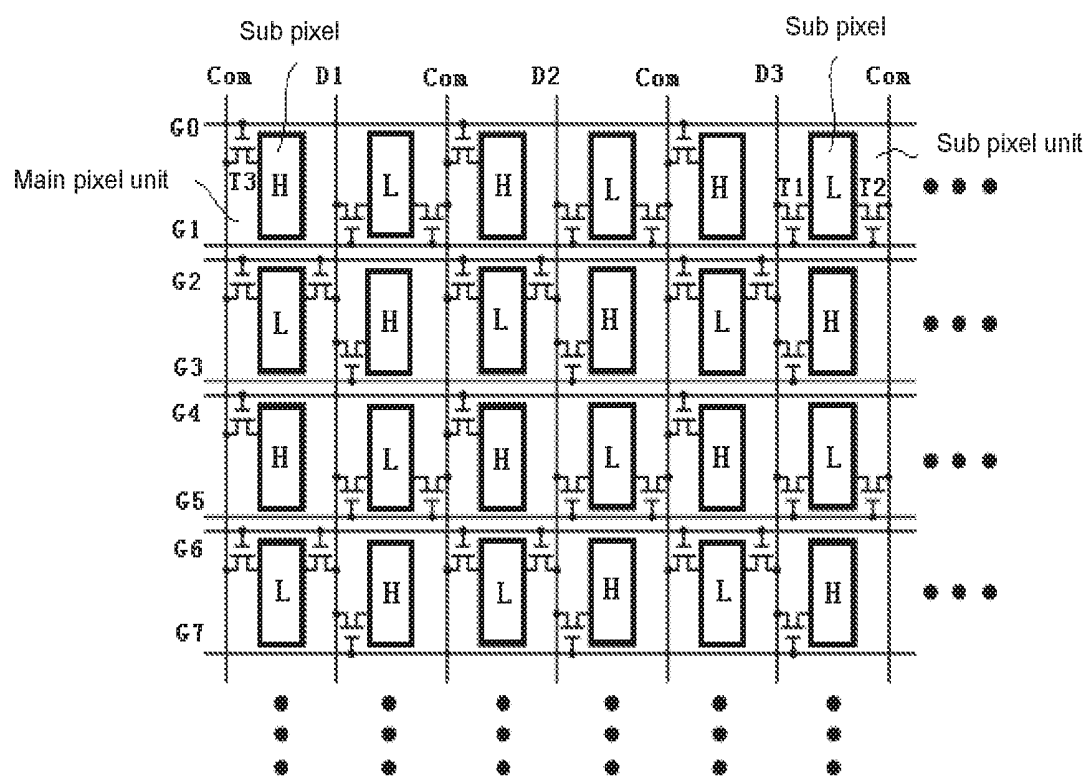 Sub pixel Sub pixel
Com D1 Com D2 Com D3 Com
G0
Sub pixel unit
Main pixel unit T3 H L H L H T1 L T2
G1
G2
L H L H L H
G3
G4
H L H L H L
G5
G6
L H L H L H
G7